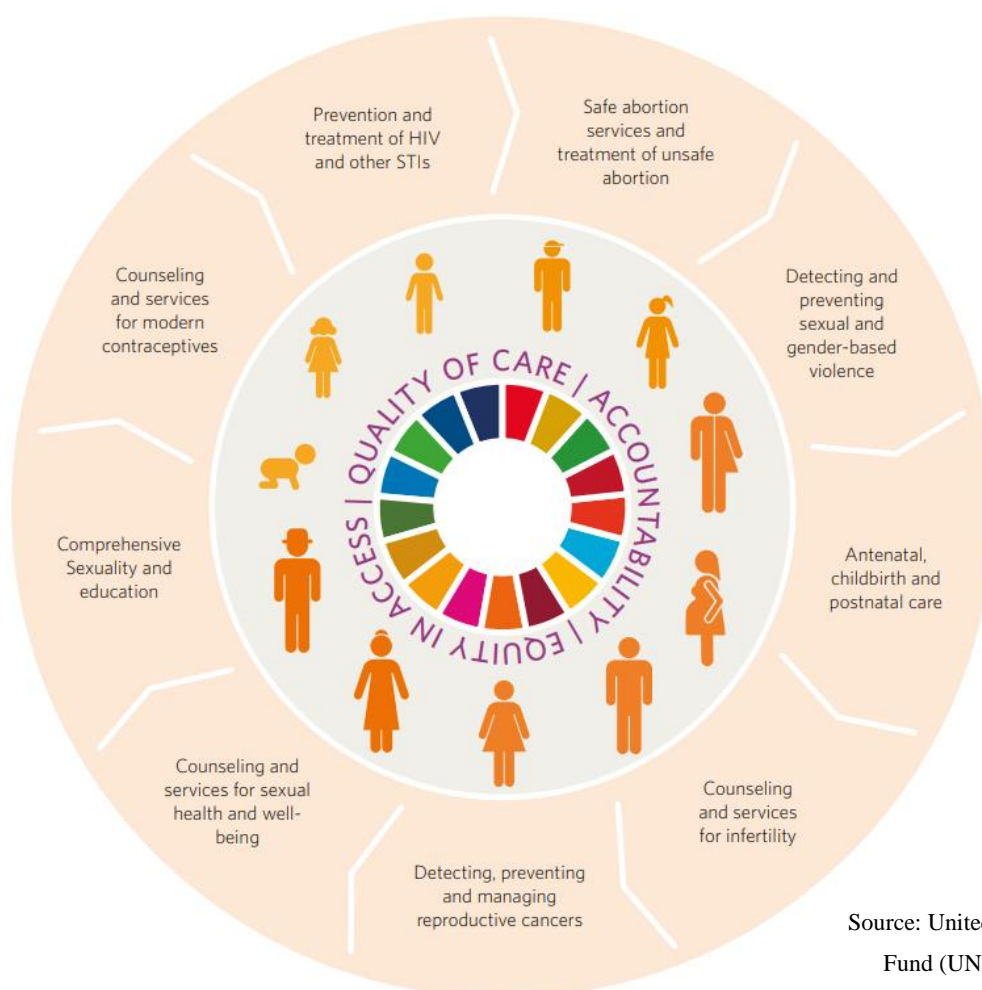 Prevention and
treatment of HIV
and other STIs
Safe abortion
services and
treatment of unsafe
abortion
Detecting and
preventing
sexual and
gender-based
violence
Antenatal,
childbirth and
postnatal care
Counseling
and services
for infertility
Detecting, preventing
and managing
reproductive cancers
Counseling and
services for sexual
health and well-
being
Comprehensive
Sexuality and
education
Counseling
and services
for modern
contraceptives
QUALITY OF CARE | ACCOUNTABILITY | EQUITY IN ACCESS |
Source: United
Fund (UN